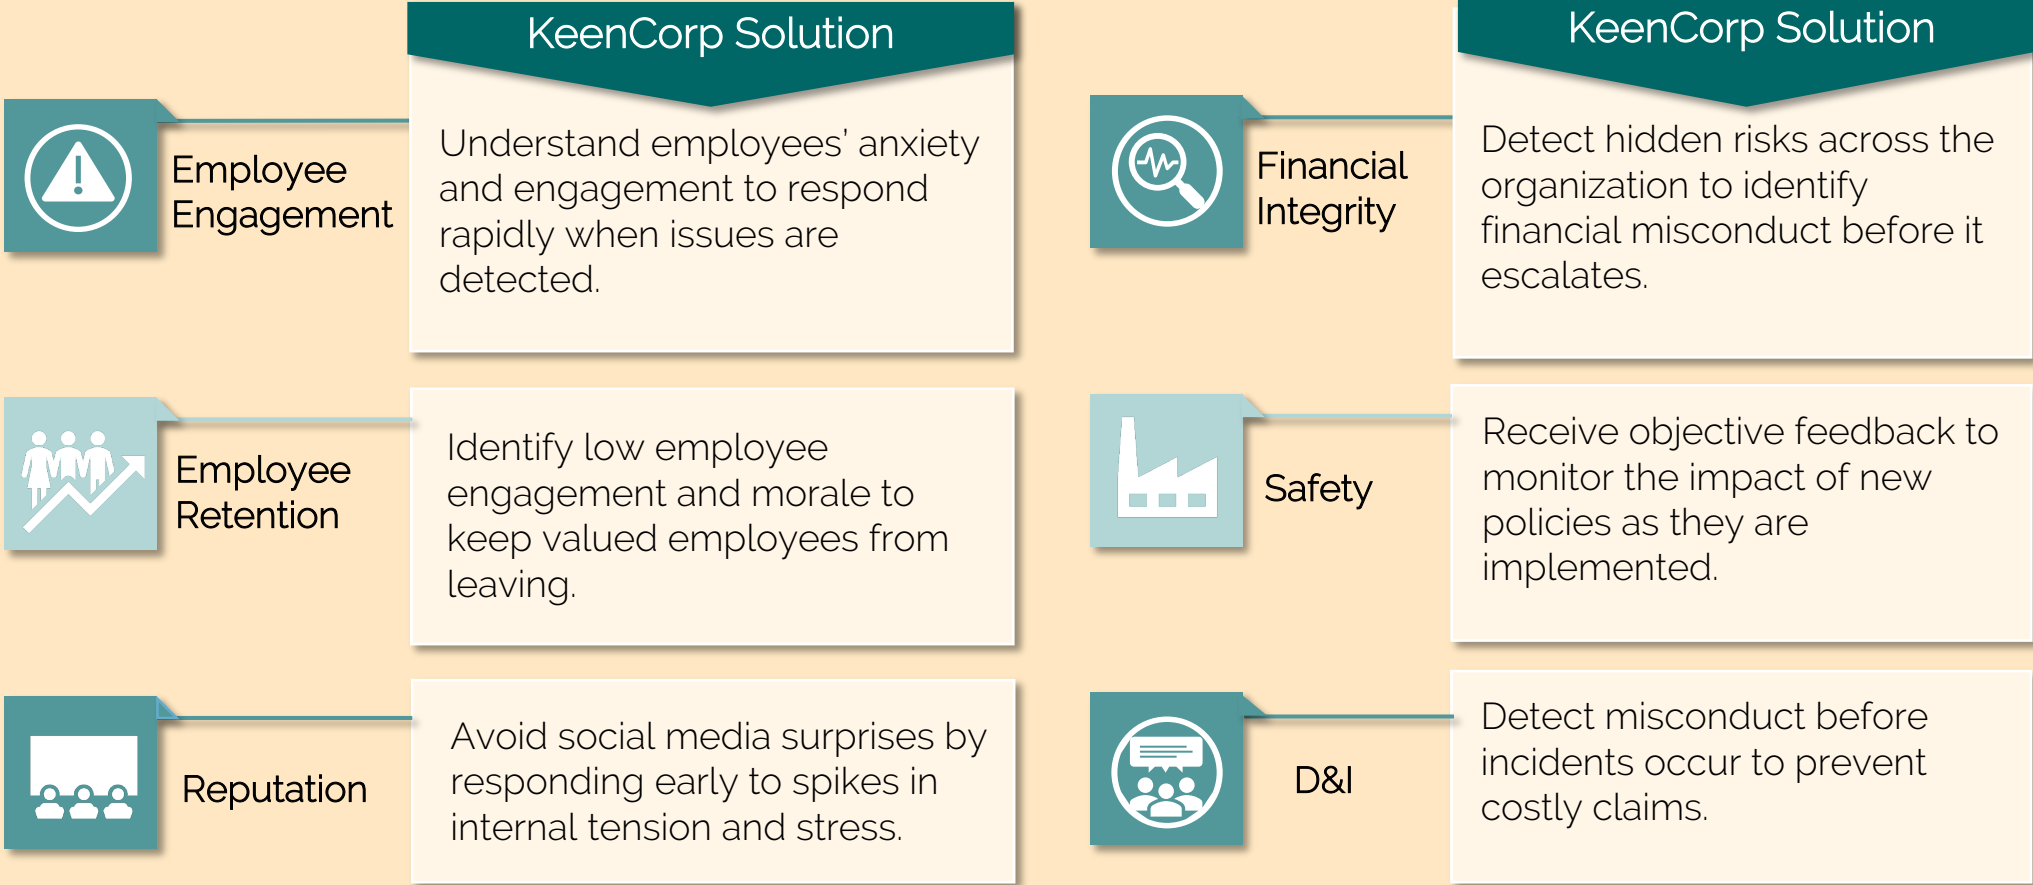 KeenCorp Solution
Employee
Engagement
Understand employees’ anxiety
and engagement to respond
rapidly when issues are
detected.
Employee
Retention
Identify low employee
engagement and morale to
keep valued employees from
leaving.
Reputation
Avoid social media surprises by
responding early to spikes in
internal tension and stress.
KeenCorp Solution
Financial
Integrity
Detect hidden risks across the
organization to identify
financial misconduct before it
escalates.
Safety
Receive objective feedback to
monitor the impact of new
policies as they are
implemented.
D&I
Detect misconduct before
incidents occur to prevent
costly claims.